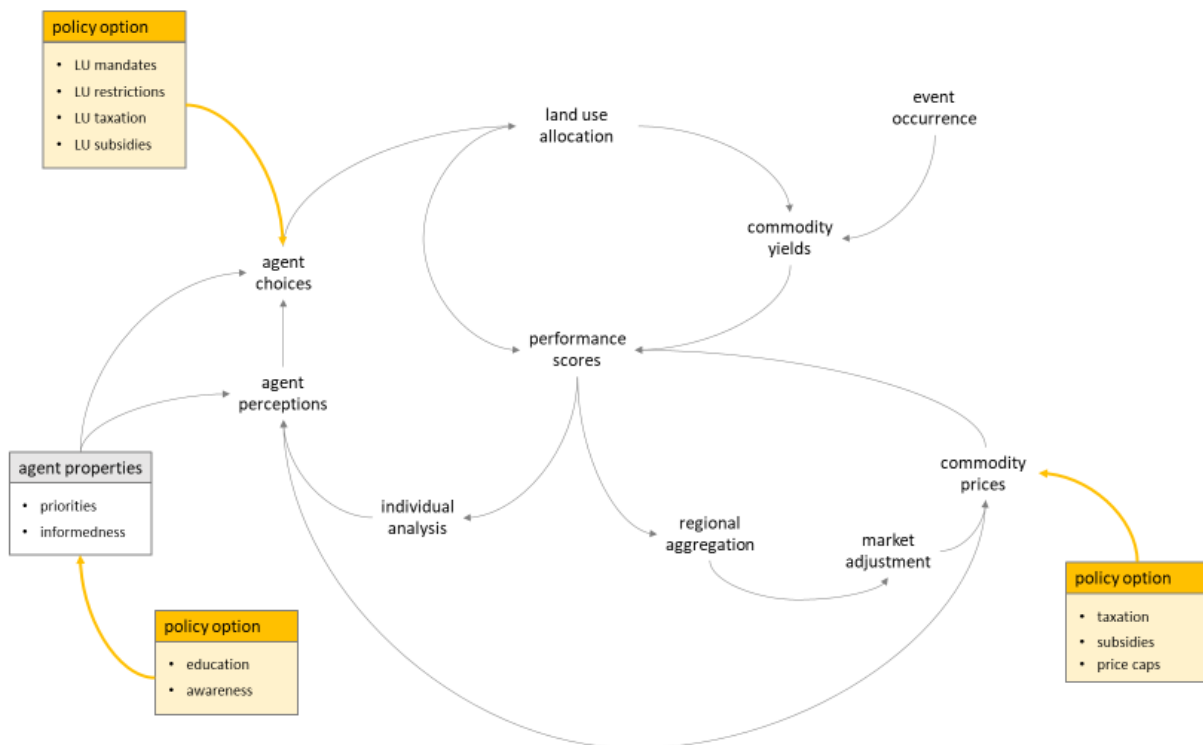 policy option
• LU mandates
• LU restrictions
• LU taxation
• LU subsidies
land use
allocation
event
occurrence
commodity
yields
agent
choices
performance
scores
agent
perceptions
agent properties
• priorities
• informedness
individual
analysis
regional
aggregation
market
adjustment
commodity
prices
policy option
• education
• awareness
policy option
• taxation
• subsidies
• price caps